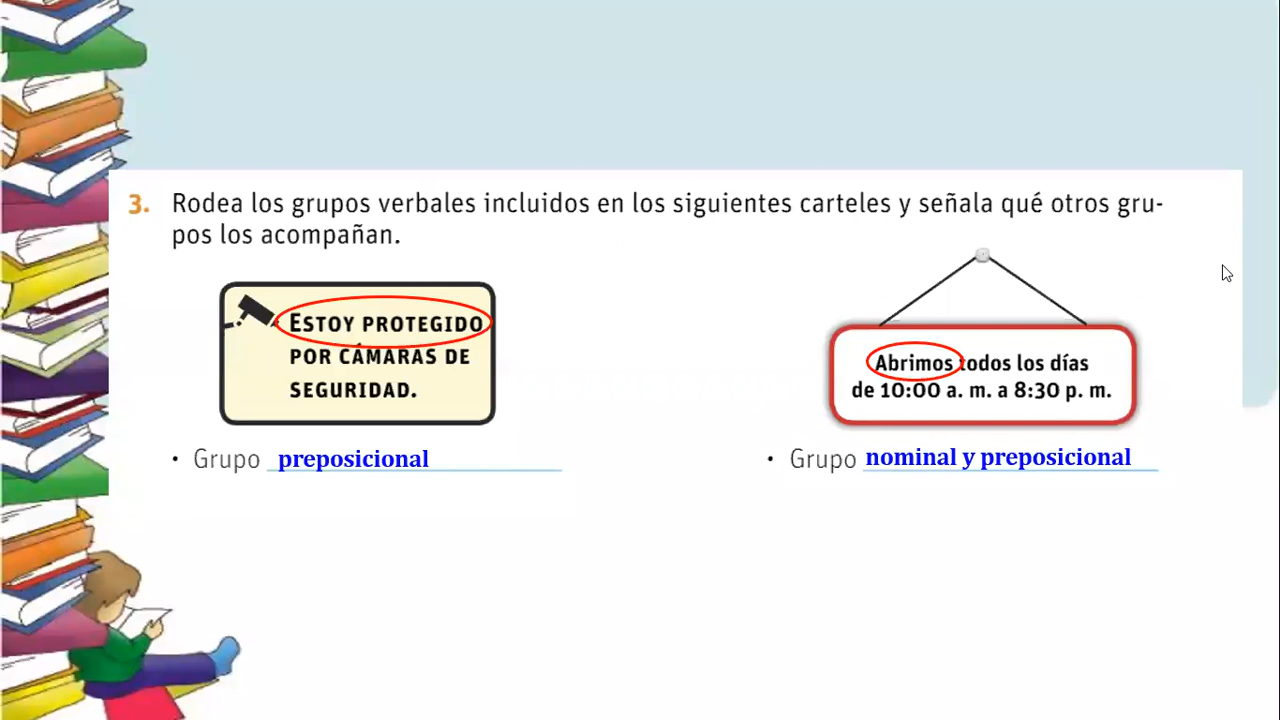 3. Rodea los grupos verbales incluidos en los siguientes carteles y señala qué otros gru-
pos los acompañan.
ESTOY PROTEGIDO
POR CÁMARAS DE
SEGURIDAD.
• Grupo preposicional
Abrimos todos los días
de 10:00 a. m. a 8:30 p. m.
• Grupo nominal y preposicional